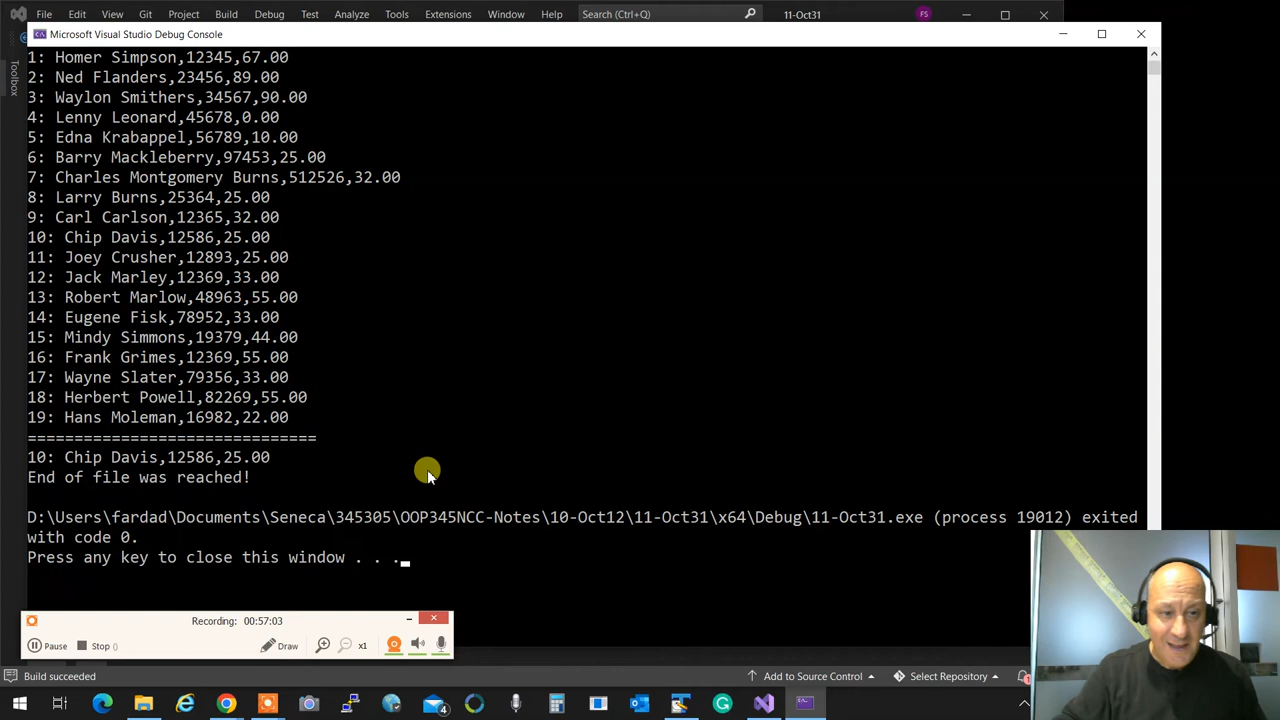 File Edit View Git Project Build Debug Test Analyze Tools Extensions Window Help Search (Ctrl+Q) 11-Oct31 FS
Microsoft Visual Studio Debug Console
Toolbox
1: Homer Simpson,12345,67.00
2: Ned Flanders,23456,89.00
3: Waylon Smithers,34567,90.00
4: Lenny Leonard,45678,0.00
5: Edna Krabappel,56789,10.00
6: Barry Mackleberry,97453,25.00
7: Charles Montgomery Burns,512526,32.00
8: Larry Burns,25364,25.00
9: Carl Carlson,12365,32.00
10: Chip Davis,12586,25.00
11: Joey Crusher,12893,25.00
12: Jack Marley,12369,33.00
13: Robert Marlow,48963,55.00
14: Eugene Fisk,78952,33.00
15: Mindy Simmons,19379,44.00
16: Frank Grimes,12369,55.00
17: Wayne Slater,79356,33.00
18: Herbert Powell,82269,55.00
19: Hans Moleman,16982,22.00
===============================
10: Chip Davis,12586,25.00
End of file was reached!
D:\Users\fardad\Documents\Seneca\345305\OOP345NCC-Notes\10-Oct12\11-Oct31\x64\Debug\11-Oct31.exe (process 19012) exited
with code 0.
Press any key to close this window . . .
Recording: 00:57:03
Pause Stop () Draw x1
Build succeeded Add to Source Control Select Repository 1
4